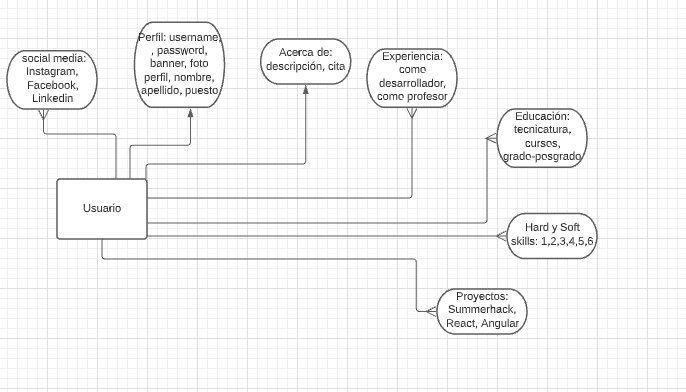 social media:
Instagram,
Facebook,
Linkedin
Perfil: username,
, password,
banner, foto
perfil, nombre,
apellido, puesto
Acerca de:
descripción, cita
Experiencia:
como
desarrollador,
como profesor
Educación:
tecnicatura,
cursos,
grado-posgrado
Usuario
Hard y Soft
skills: 1,2,3,4,5,6
Proyectos:
Summerhack,
React, Angular